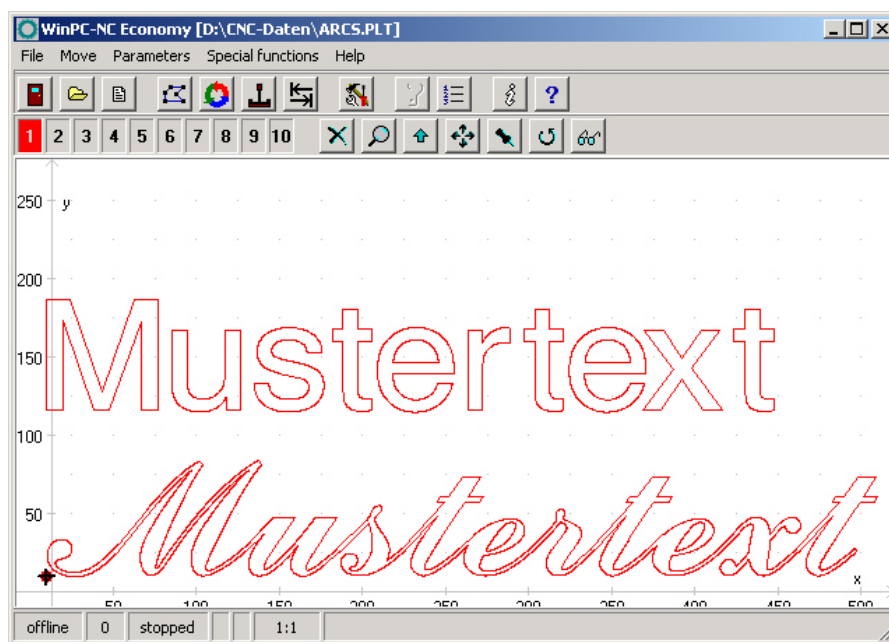 WinPC-NC Economy [D:\CNC-Daten\ARCS.PLT]
File Move Parameters Special functions Help
1 2 3 4 5 6 7 8 9 10
250 y
200
Mustertext
150
100
Mustertext
50
x
50 100 150 200 250 300 350 400 450 500
offline 0 stopped 1:1